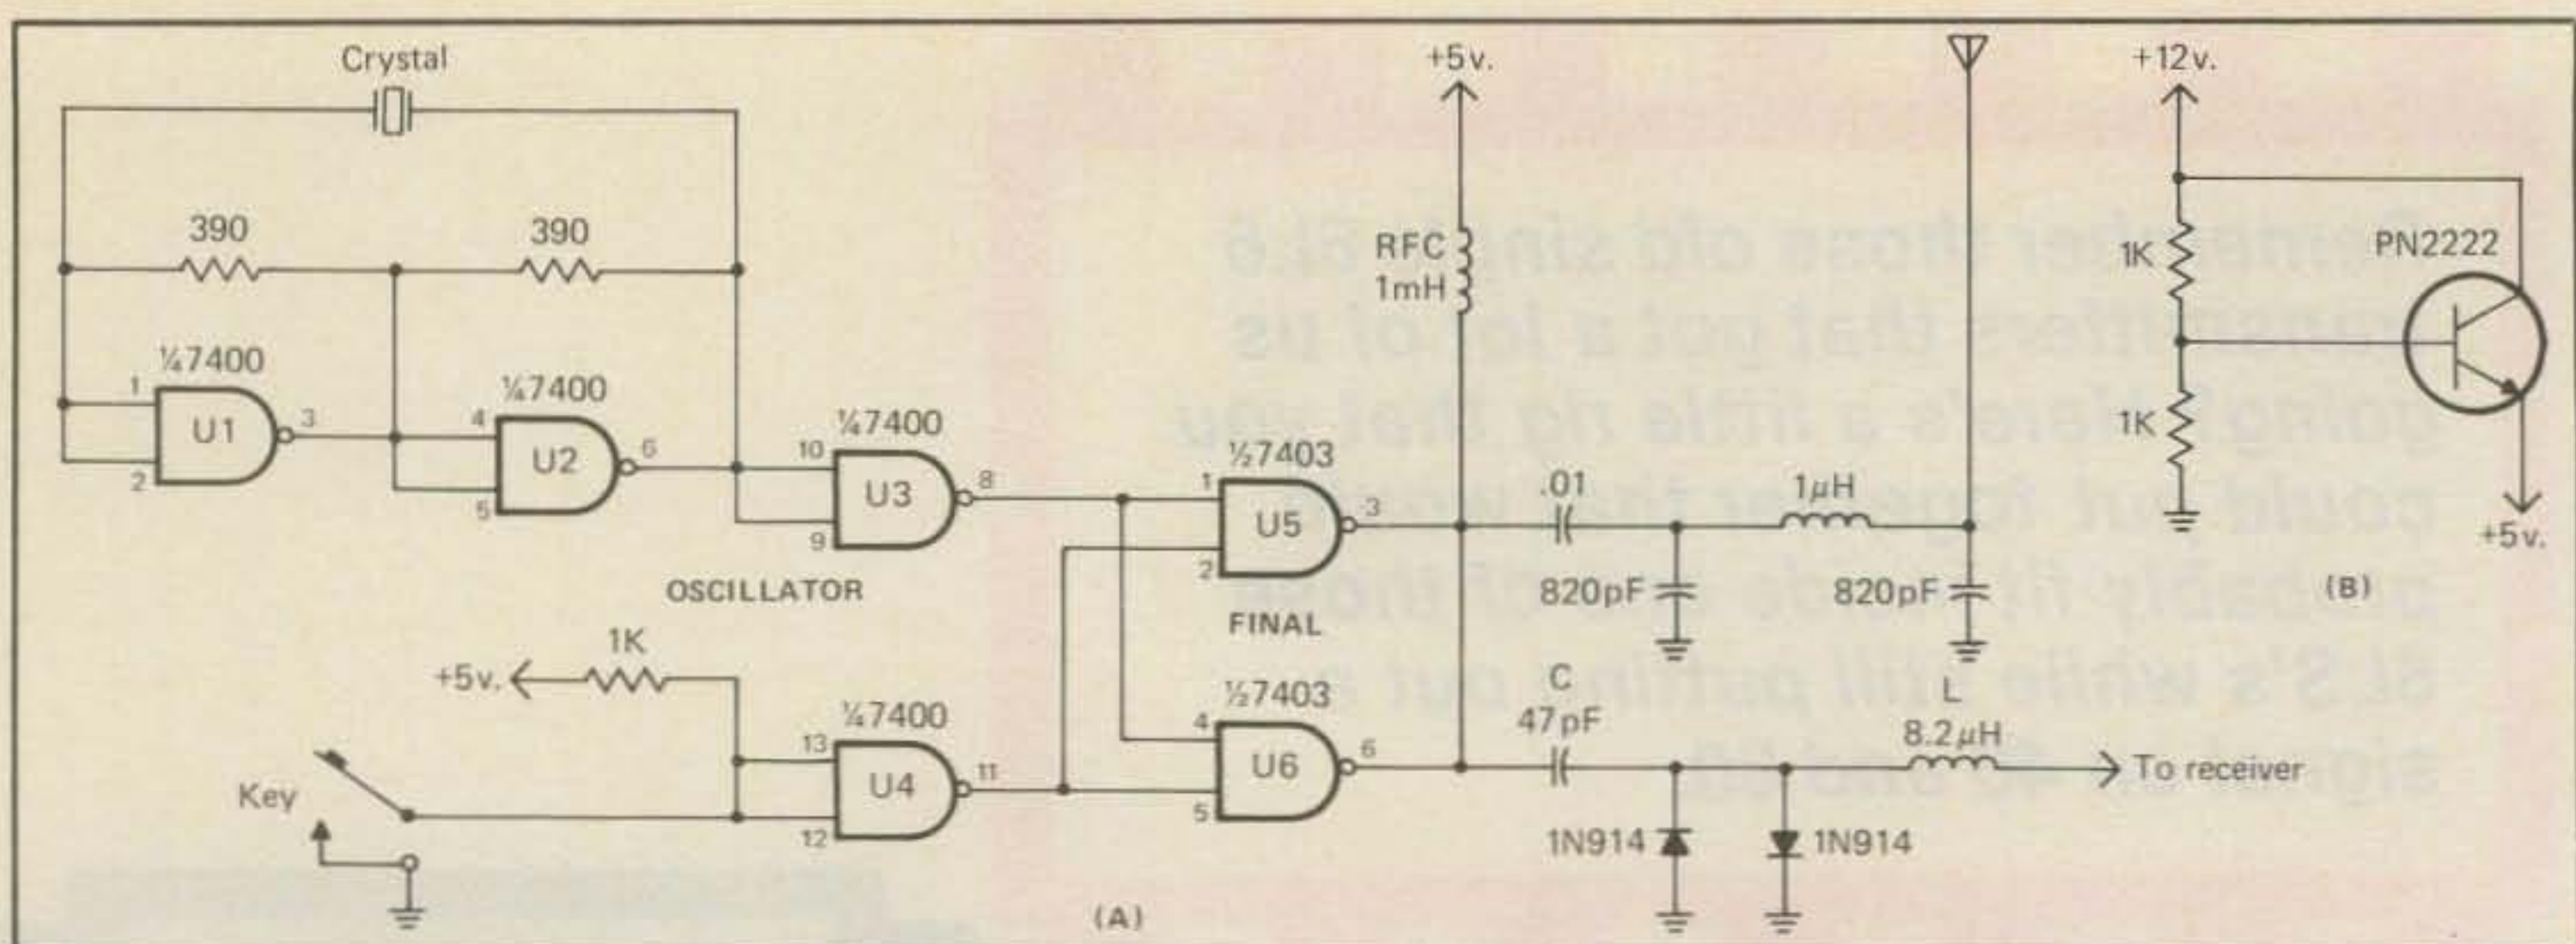 Crystal
+5v.
+12v.
390
390
RFC
1mH
1K
PN2222
¼7400
1
2
U1
3
¼7400
4
5
U2
6
¼7400
10
9
U3
8
½7403
1
2
U5
3
.01
1µH
1K
+5v.
OSCILLATOR
FINAL
820pF
820pF
(B)
1K
+5v.
¼7400
13
12
U4
11
½7403
4
5
U6
6
C
47pF
L
8.2µH
To receiver
Key
1N914
1N914
(A)